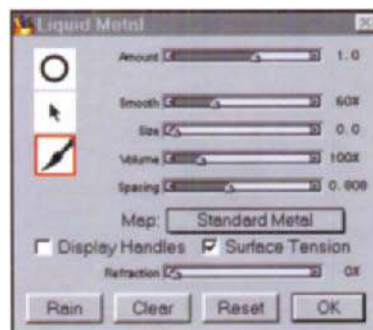 Liquid Metal
Amount 1.0
Smooth 60%
Size 0.0
Volume 100%
Spacing 0.808
Map: Standard Metal
Display Handles Surface Tension
Refraction 0%
Rain Clear Reset OK